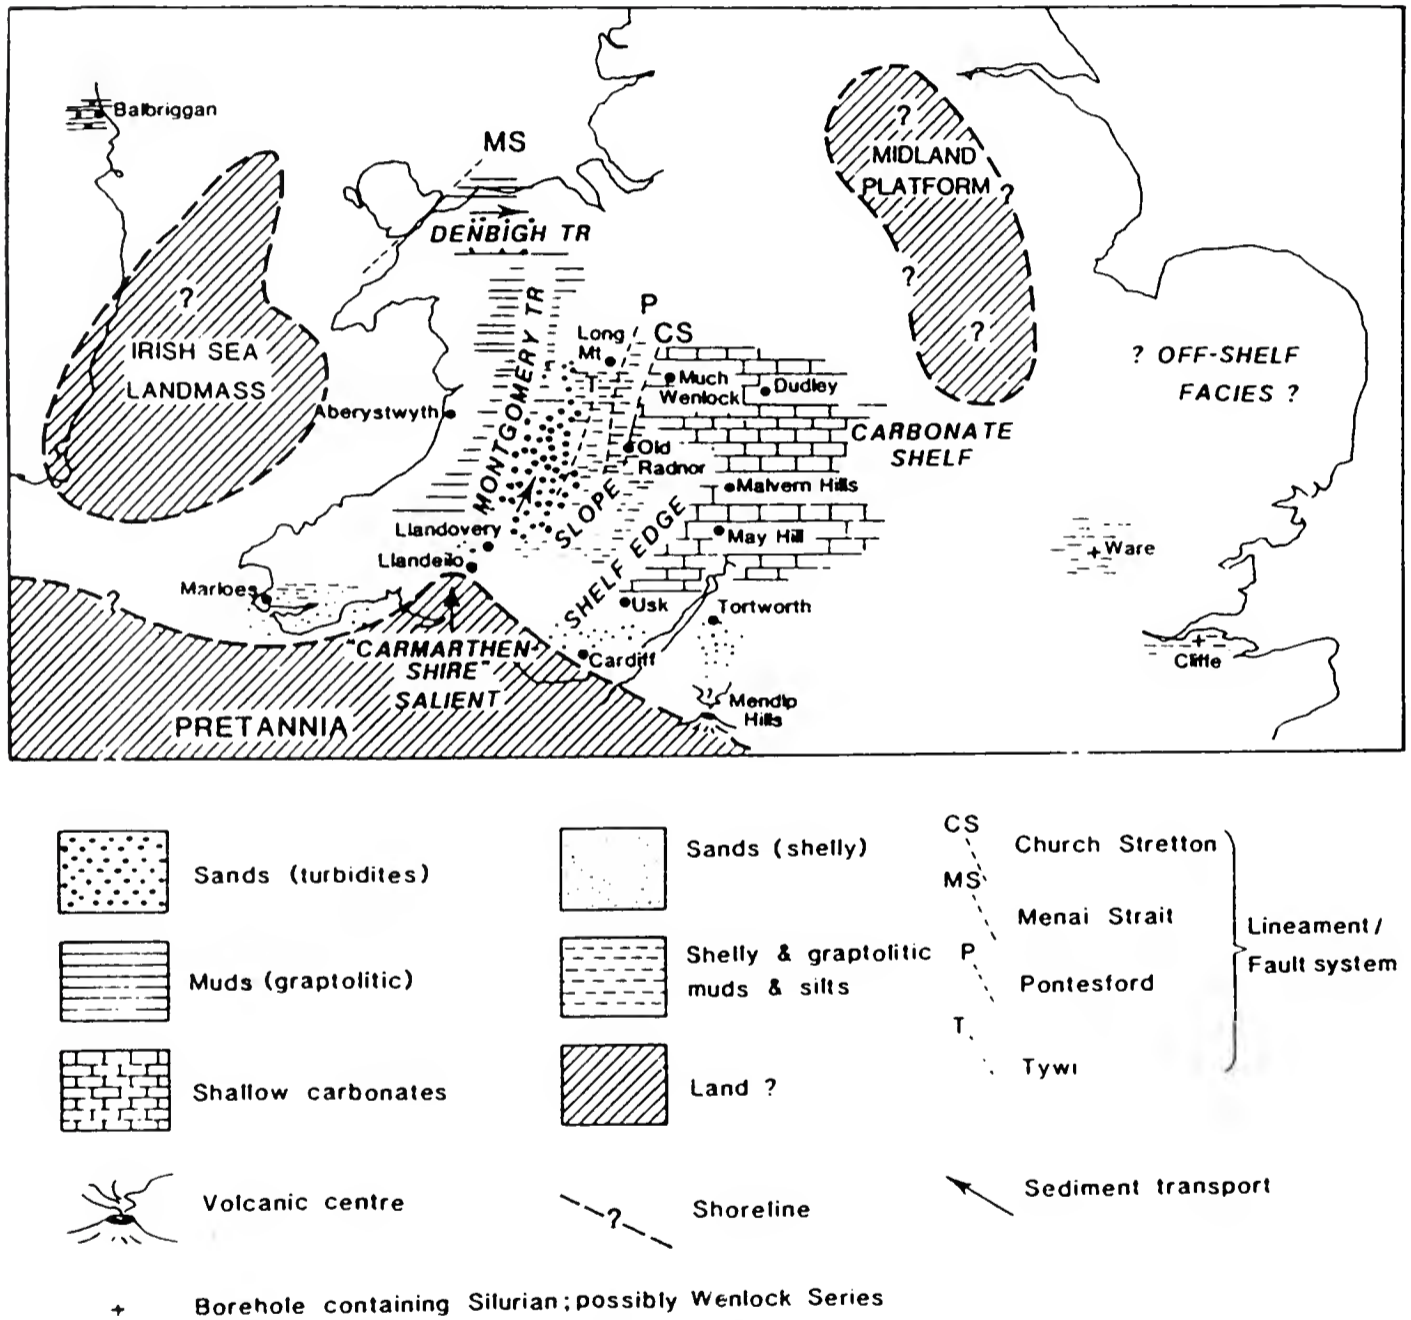 Balbriggan
MS
?
MIDLAND
PLATFORM
?
DENBIGH TR
?
?
?
IRISH SEA
LANDMASS
MONTGOMERY TR
P
CS
Long
Mt
T
Much
Wenlock
Dudley
? OFF-SHELF
FACIES ?
Aberystwyth
CARBONATE
SHELF
Old
Radnor
Malvern Hills
SLOPE
SHELF EDGE
Llandovery
May Hill
Llandeilo
Ware
?
Marloes
Usk
Tortworth
"CARMARTHEN-
SHIRE"
SALIENT
Cardiff
Cliffe
Mendip
Hills
PRETANNIA
Sands (turbidites)
Muds (graptolitic)
Shallow carbonates
Volcanic centre
Sands (shelly)
Shelly & graptolitic
muds & silts
Land ?
?
Shoreline
CS
Church Stretton
MS
Menai Strait
P
Pontesford
T
Tywi
Lineament/
Fault system
Sediment transport
+ Borehole containing Silurian; possibly Wenlock Series